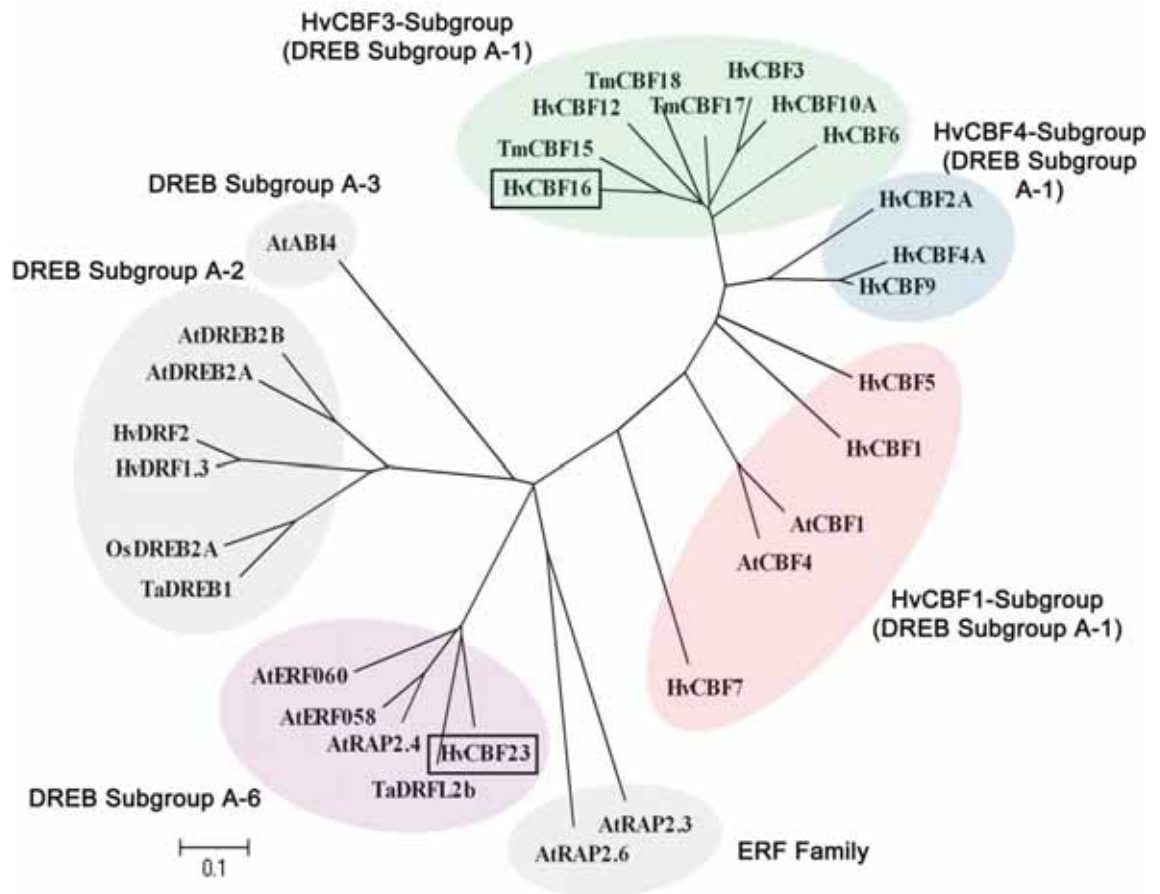 HvCBF3-Subgroup
(DREB Subgroup A-1)
TmCBF18
HvCBF3
HvCBF12
TmCBF17
HvCBF10A
HvCBF6
TmCBF15
HvCBF16
HvCBF4-Subgroup
(DREB Subgroup
A-1)
HvCBF2A
HvCBF4A
HvCBF9
DREB Subgroup A-3
AtABI4
DREB Subgroup A-2
AtDREB2B
AtDREB2A
HvDRF2
HvDRF1.3
OsDREB2A
TaDREB1
HvCBF5
HvCBF1
AtCBF1
AtCBF4
HvCBF7
HvCBF1-Subgroup
(DREB Subgroup A-1)
AtERF060
AtERF058
AtRAP2.4
HvCBF23
TaDRFL2b
DREB Subgroup A-6
AtRAP2.3
AtRAP2.6
ERF Family
0.1